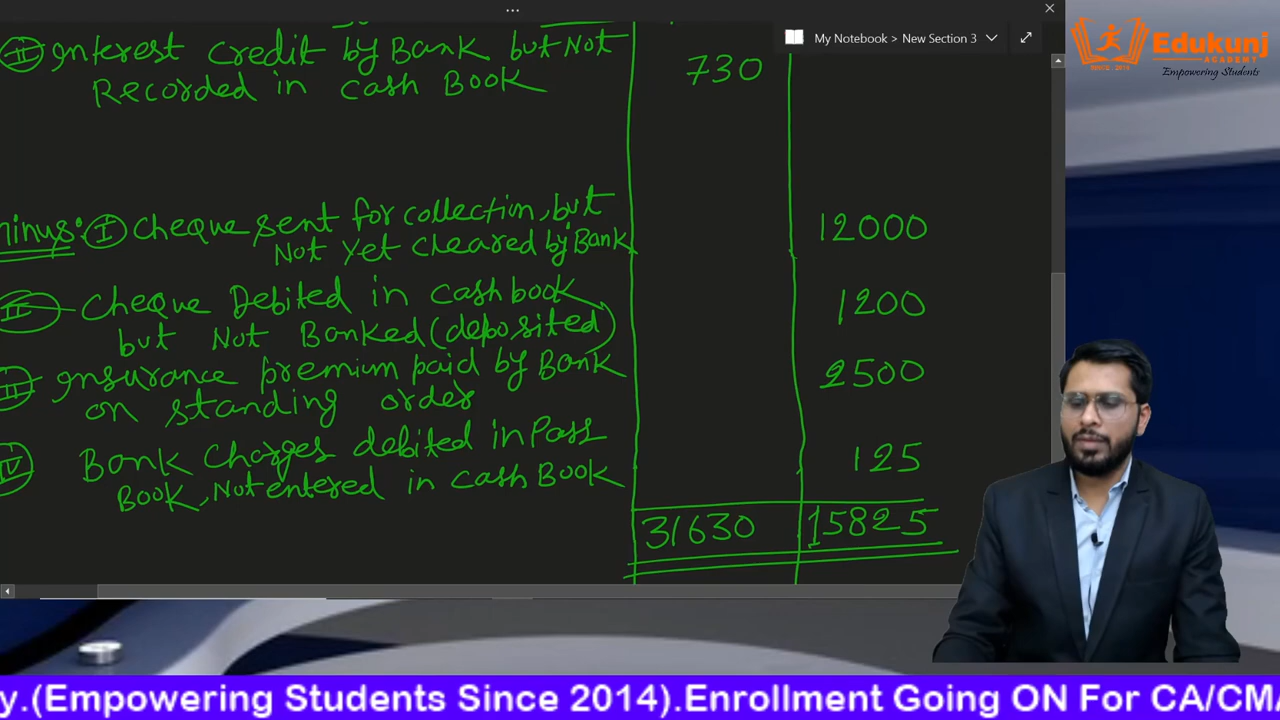 ...
×
My Notebook > New Section 3
Edukunj
ACADEMY
SINCE - 2014
Empowering Students
II Interest credit by Bank but Not
Recorded in cash Book
730
minus: I Cheque sent for collection, but
Not Yet cleared by Bank
12000
II Cheque Debited in cashbook
but Not Banked (deposited)
1200
III Insurance premium paid by Bank
on standing order
2500
IV Bank Charges debited in Pass
Book, Not entered in cash Book
125
31630 15825
y.(Empowering Students Since 2014).Enrollment Going ON For CA/CMA